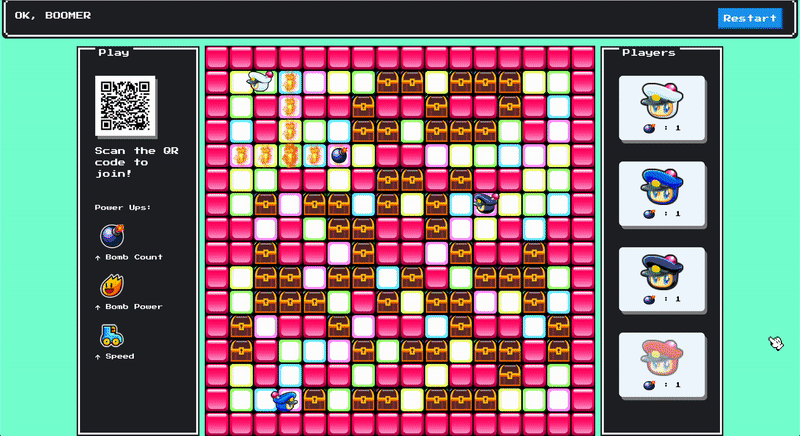 OK, BOOMER
Restart
Play
Scan the QR
code to
join!
Power Ups:
↑ Bomb Count
↑ Bomb Power
↑ Speed
Players
: 1
: 1
: 1
: 1